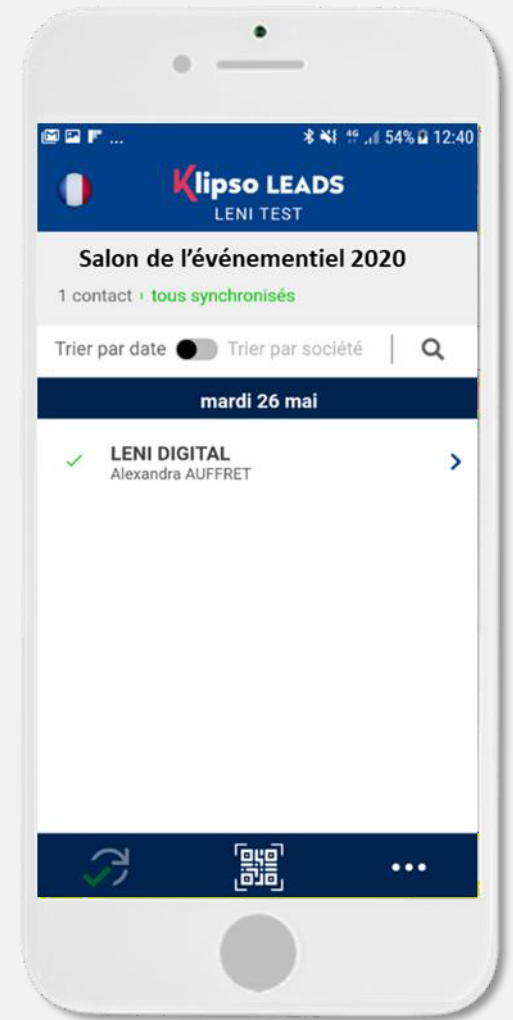 ... 4G 54% 12:40
Klipso LEADS
LENI TEST
Salon de l'événementiel 2020
1 contact tous synchronisés
Trier par date Trier par société
mardi 26 mai
LENI DIGITAL
Alexandra AUFFRET